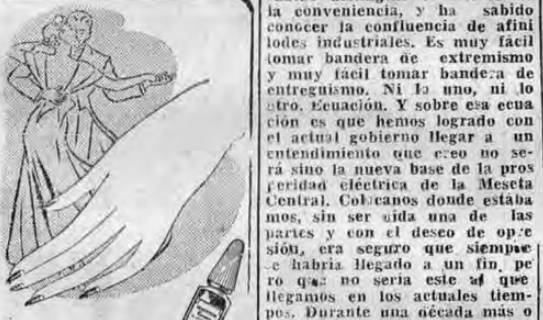 la conveniencia, y ha sabido
conocer la confluencia de afini
lodes industriales. Es muy fácil
tomar bandera de extremismo
y muy fácil tomar bandera de
entreguismo. Ni lo uno, ni lo
otro. Ecuación. Y sobre esa ecua
ción es que hemos logrado con
el actual gobierno llegar a un
entendimiento que creo no se-
rá sino la nueva base de la pros
peridad eléctrica de la Meseta
Central. Colocanos donde estába
mos, sin ser oida una de las
partes y con el deseo de opre
sión, era seguro que siempre
se habria llegado a un fin, pe
ro que no seria este al que
llegamos en los actuales tiem-
pos. Durante una década más o